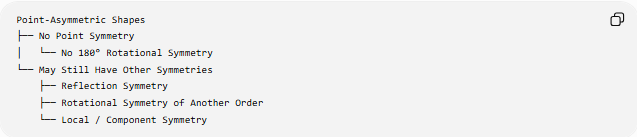 Point-Asymmetric Shapes
├── No Point Symmetry
│   └── No 180° Rotational Symmetry
└── May Still Have Other Symmetries
    ├── Reflection Symmetry
    ├── Rotational Symmetry of Another Order
    └── Local / Component Symmetry